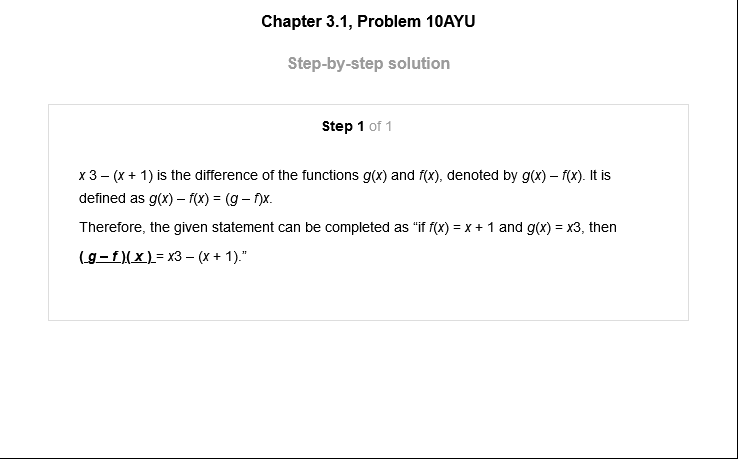 Chapter 3.1, Problem 10AYU
Step-by-step solution
Step 1 of 1
x 3 – (x + 1) is the difference of the functions g(x) and f(x), denoted by g(x) – f(x). It is
defined as g(x) – f(x) = (g – f)x.
Therefore, the given statement can be completed as “if f(x) = x + 1 and g(x) = x3, then
( g – f )( x ) = x3 – (x + 1).”